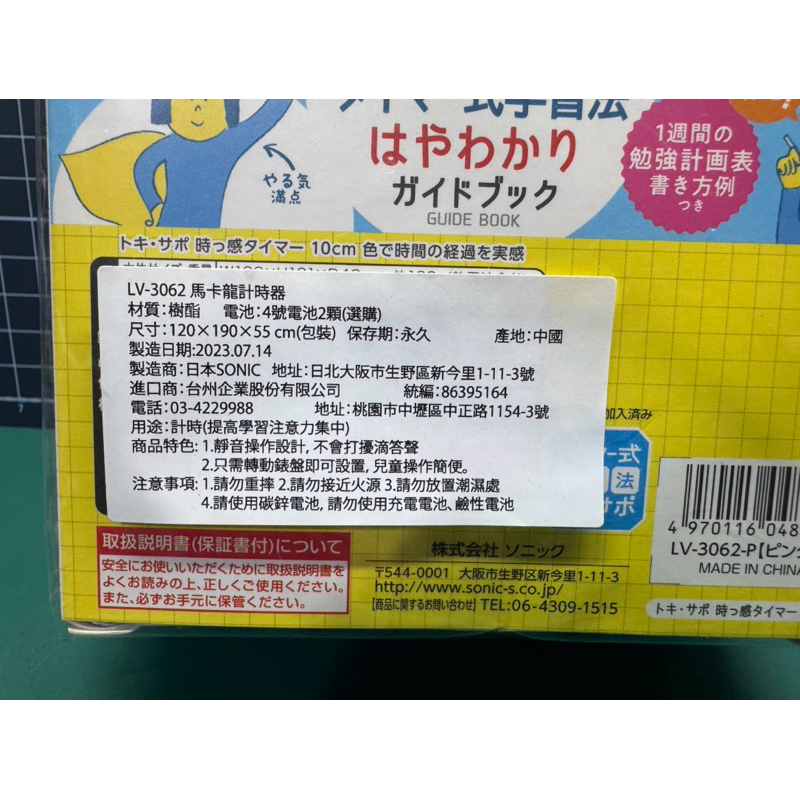 はやわかり
ガイドブック
GUIDE BOOK
やる気
満点
1週間の
勉強計画表
書き方例
つき
トキ・サポ 時っ感タイマー 10cm 色で時間の経過を実感
LV-3062 馬卡龍計時器
材質:樹酯 電池:4號電池2顆(選購)
尺寸:120×190×55 cm(包裝) 保存期:永久 產地:中國
製造日期:2023.07.14
製造商:日本SONIC 地址:日北大阪市生野區新今里1-11-3號
進口商:台州企業股份有限公司 統編:86395164
電話:03-4229988 地址:桃園市中壢區中正路1154-3號
用途:計時(提高學習注意力集中)
商品特色: 1.靜音操作設計, 不會打擾滴答聲
2.只需轉動錶盤即可設置, 兒童操作簡便。
注意事項: 1.請勿重摔 2.請勿接近火源 3.請勿放置潮濕處
4.請使用碳鋅電池, 請勿使用充電電池、鹼性電池
加入済み
式
法
サポ
取扱説明書(保証書付)について
安全にお使いいただくために取扱説明書を
よくお読みの上、正しくご使用ください。
また、必ずお手元に保管ください。
株式会社 ソニック
〒544-0001 大阪市生野区新今里1-11-3
http://www.sonic-s.co.jp/
【商品に関するお問い合わせ】 TEL:06-4309-1515
4 970116 048
LV-3062-P【ピンク
MADE IN CHINA
トキ・サポ 時っ感タイマー